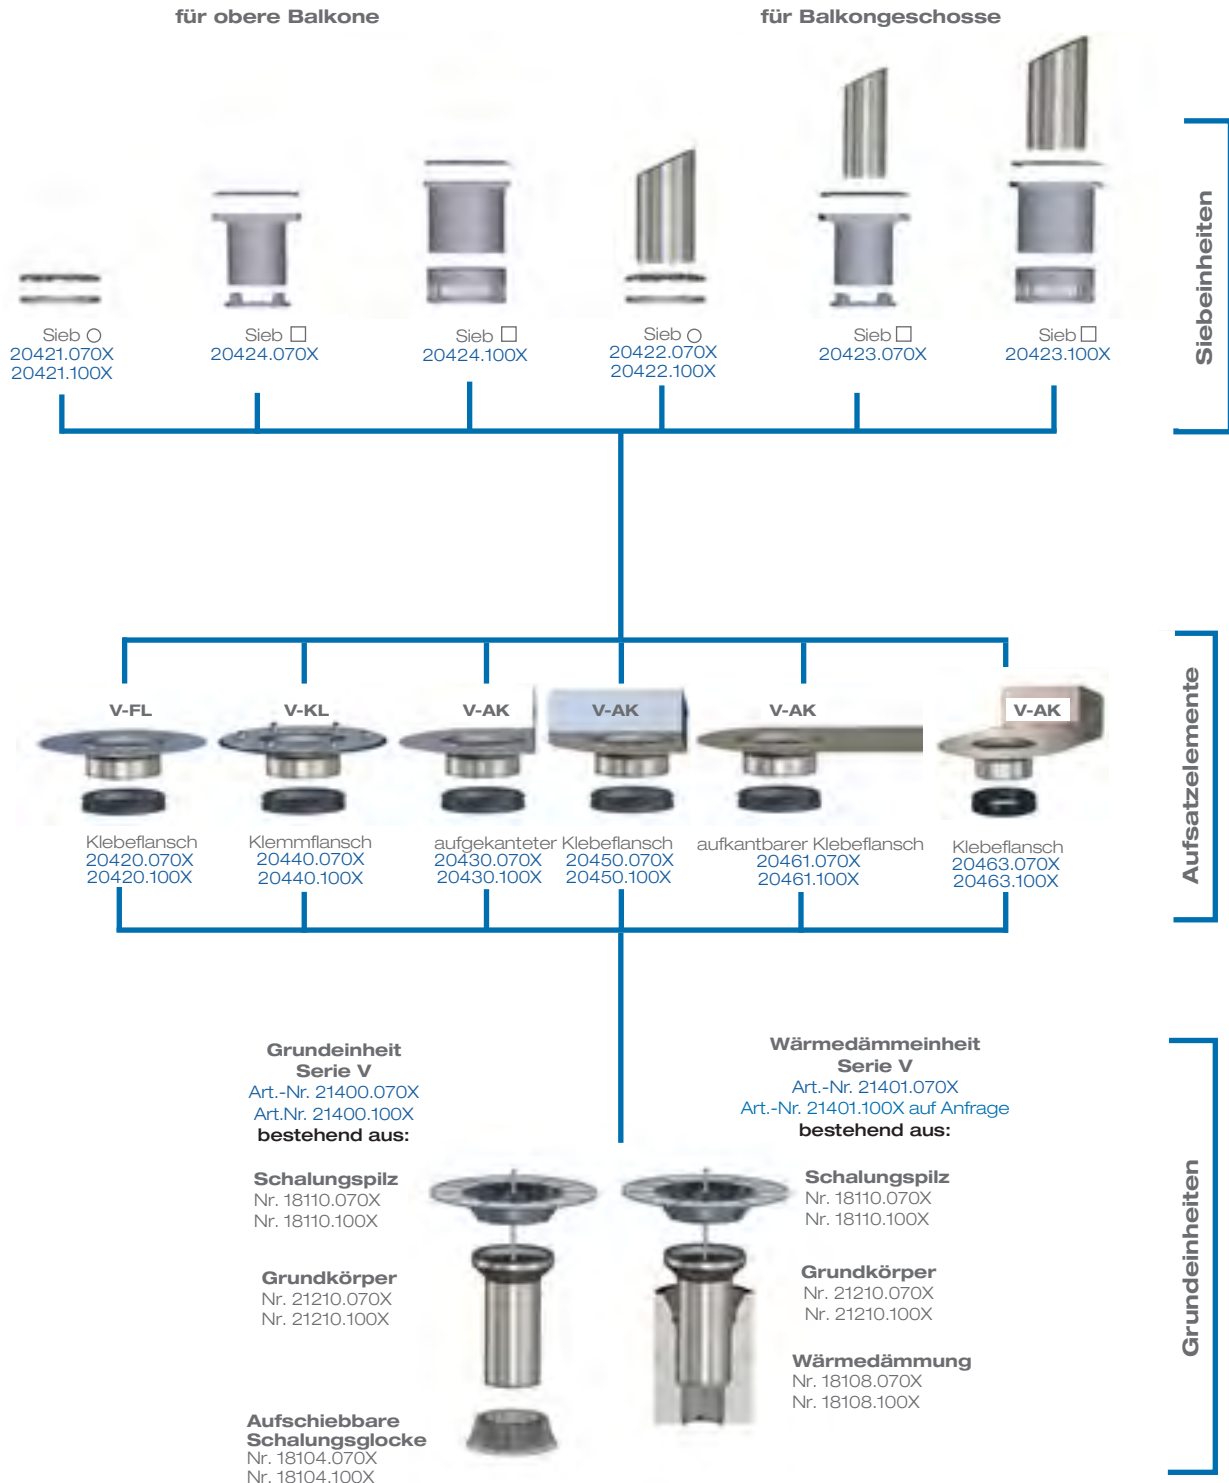 für obere Balkone
für Balkongeschosse
Sieb
20421.070X
20421.100X
Sieb
20424.070X
Sieb
20424.100X
Sieb
20422.070X
20422.100X
Sieb
20423.070X
Sieb
20423.100X
Siebeinheiten
V-FL
V-KL
V-AK
V-AK
V-AK
V-AK
Klebeflansch
20420.070X
20420.100X
Klemmflansch
20440.070X
20440.100X
aufgekanteter Klebeflansch
20430.070X
20430.100X
20450.070X
20450.100X
aufkantbarer Klebeflansch
20461.070X
20461.100X
Klebeflansch
20463.070X
20463.100X
Aufsatzelemente
Grundeinheit
Serie V
Art.-Nr. 21400.070X
Art.Nr. 21400.100X
bestehend aus:
Schalungspilz
Nr. 18110.070X
Nr. 18110.100X
Grundkörper
Nr. 21210.070X
Nr. 21210.100X
Aufschiebbare
Schalungsglocke
Nr. 18104.070X
Nr. 18104.100X
Wärmedämmeinheit
Serie V
Art.-Nr. 21401.070X
Art.-Nr. 21401.100X auf Anfrage
bestehend aus:
Schalungspilz
Nr. 18110.070X
Nr. 18110.100X
Grundkörper
Nr. 21210.070X
Nr. 21210.100X
Wärmedämmung
Nr. 18108.070X
Nr. 18108.100X
Grundeinheiten